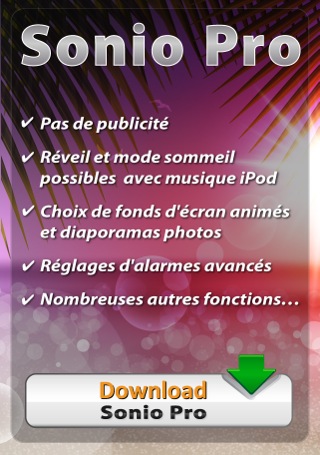 Sonio Pro
✔ Pas de publicité
✔ Réveil et mode sommeil
possibles avec musique iPod
✔ Choix de fonds d'écran animés
et diaporamas photos
✔ Réglages d'alarmes avancés
✔ Nombreuses autres fonctions...
Download
Sonio Pro